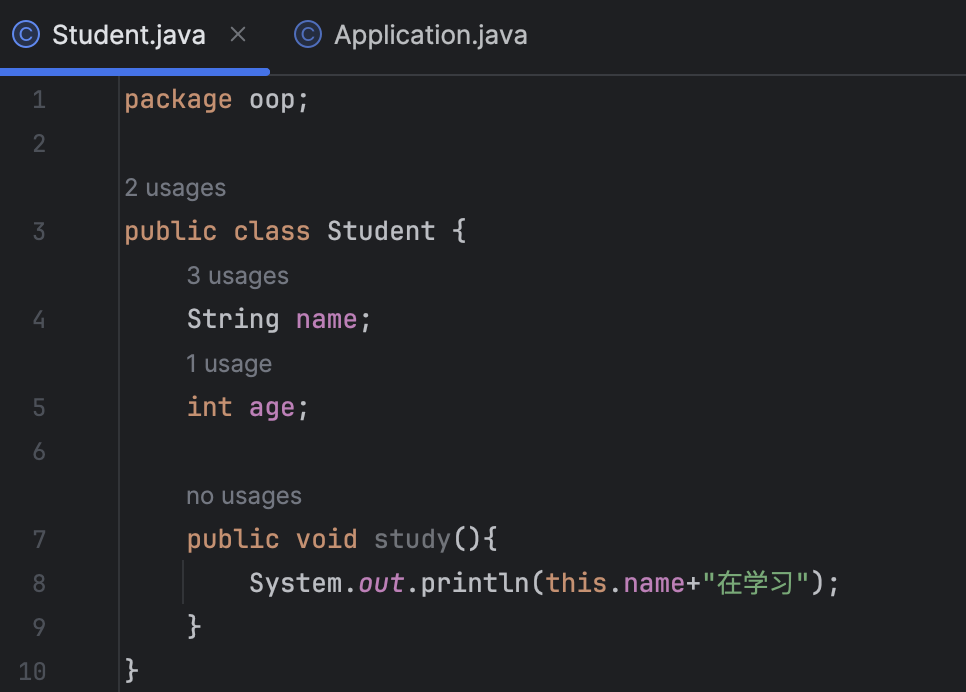 Student.java × Application.java
1 package oop;
2
2 usages
3 public class Student {
3 usages
4 String name;
1 usage
5 int age;
6
no usages
7 public void study(){
8 System.out.println(this.name+"在学习");
9 }
10 }